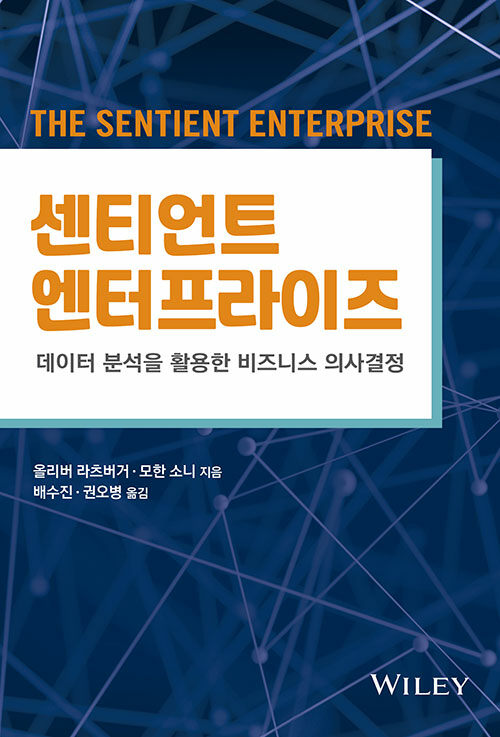 THE SENTIENT ENTERPRISE
센티언트
엔터프라이즈
데이터 분석을 활용한 비즈니스 의사결정
올리버 라츠버거·모한 소니 지음
배수진·권오병 옮김
WILEY